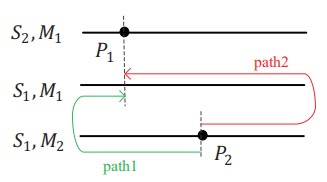 S₂, M₁
P₁
path2
S₁, M₁
S₁, M₂
P₂
path1